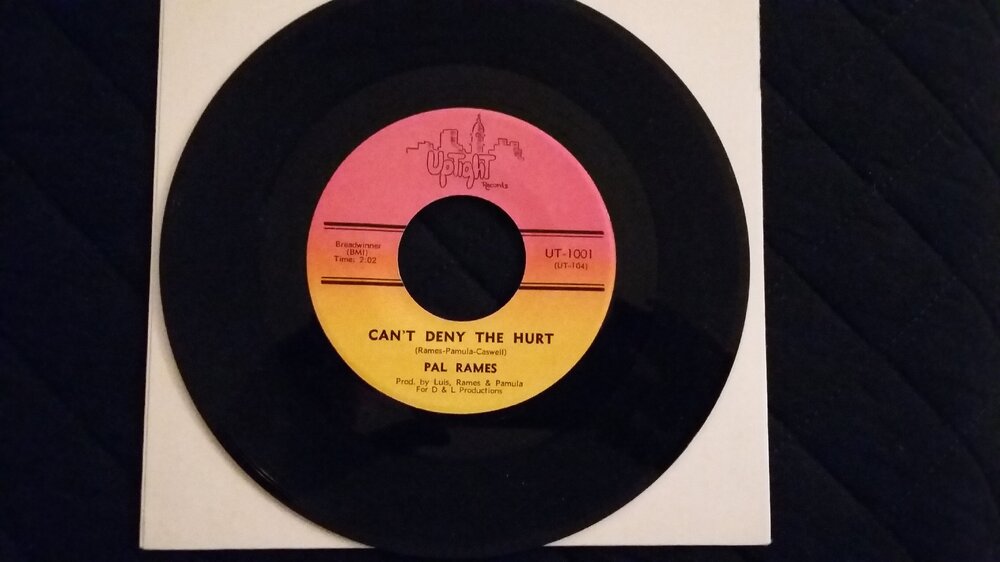 UpTight
Records
Breadwinner
(BMI)
Time: 2:02
UT-1001
(UT-104)
CAN'T DENY THE HURT
(Rames-Pamula-Caswell)
PAL RAMES
Prod. by Luis, Rames & Pamula
For D & L Productions